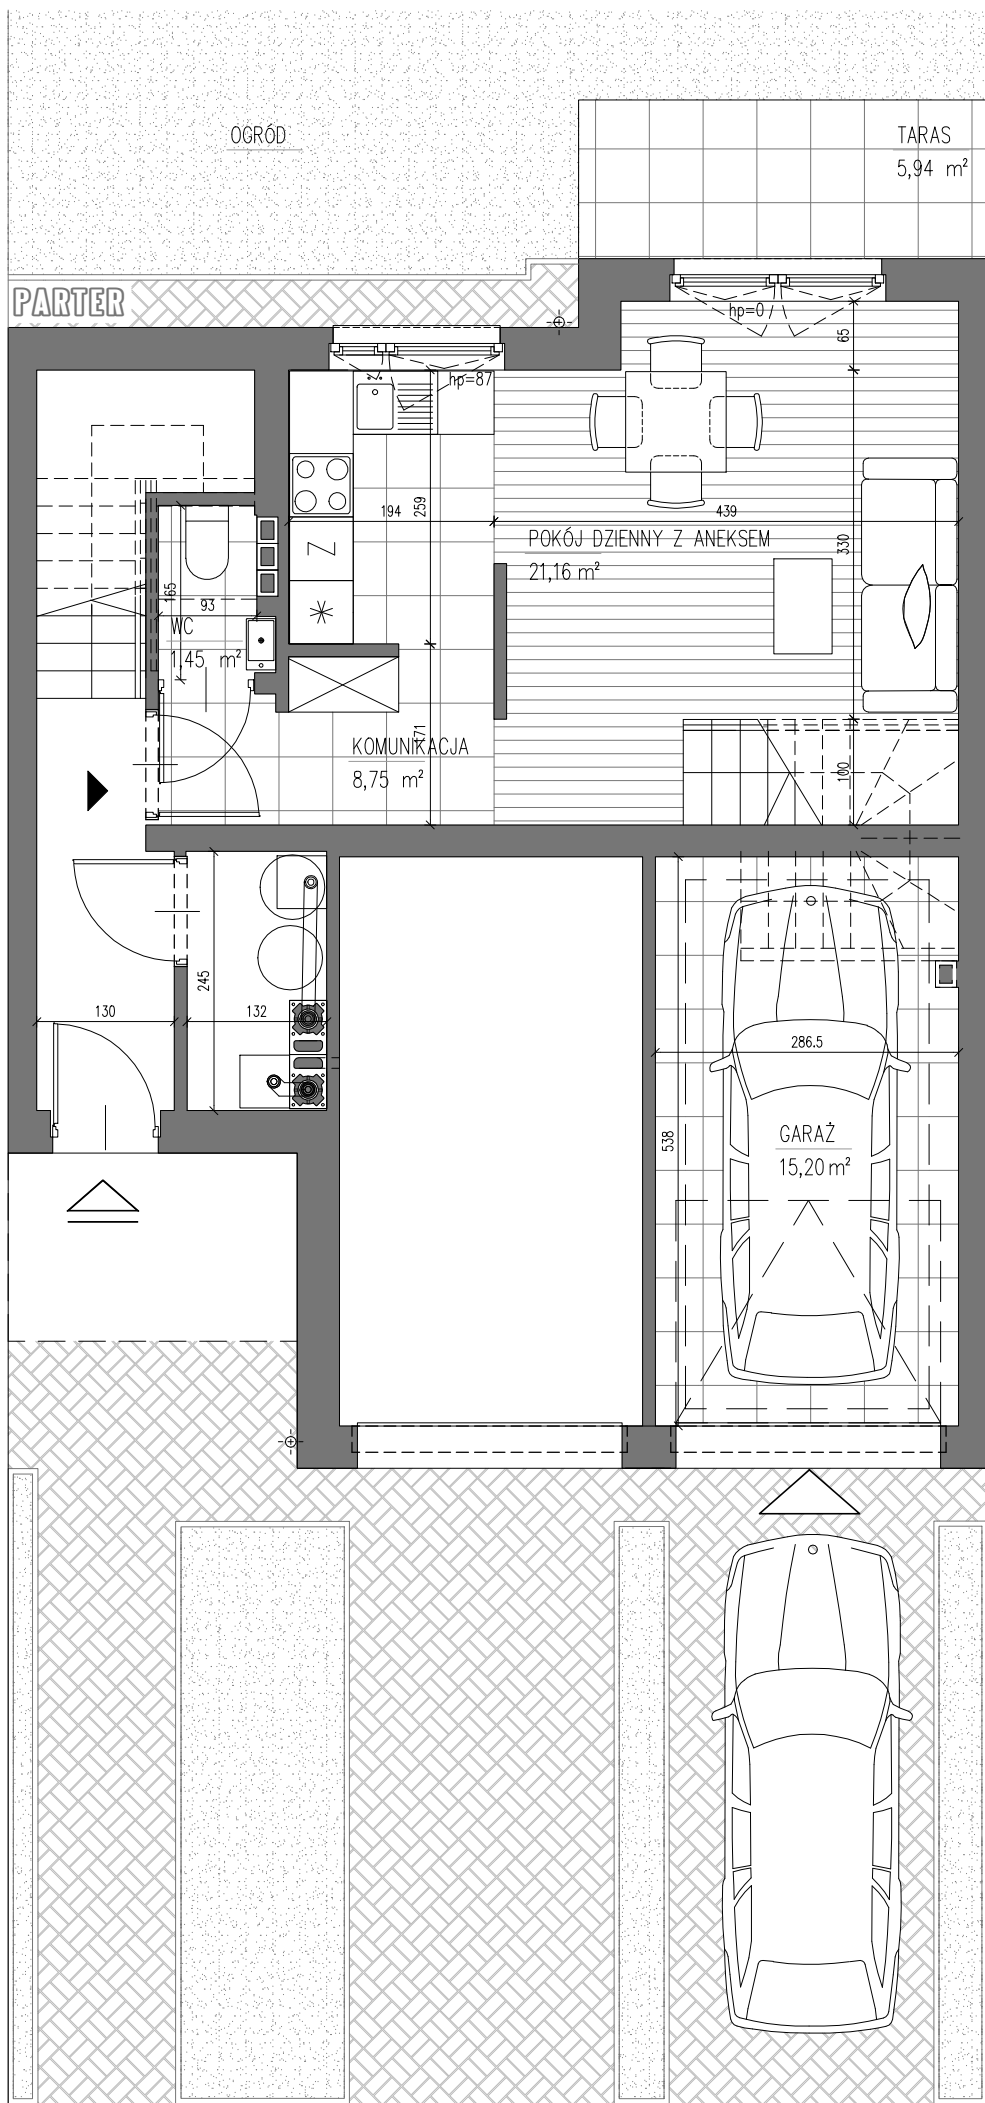 OGRÓD
TARAS
5,94 m²
PARTER
hp=0
65
hp=87
194
259
439
POKÓJ DZIENNY Z ANEKSEM
21,16 m²
330
Z
165
93
WC
1,45 m²
171
KOMUNIKACJA
8,75 m²
100
245
130
132
286.5
538
GARAŻ
15,20 m²